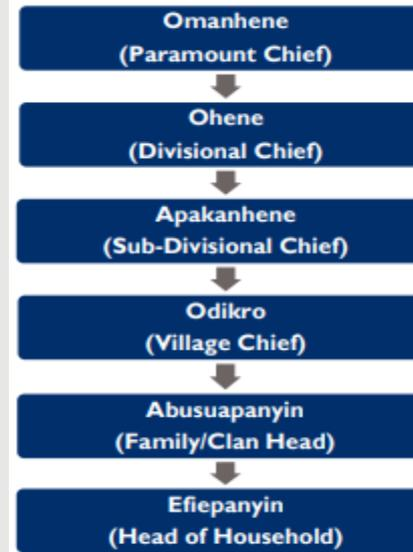 Omanhene
(Paramount Chief)
Ohene
(Divisional Chief)
Apakanhene
(Sub-Divisional Chief)
Odikro
(Village Chief)
Abusuapanyin
(Family/Clan Head)
Efiepanyin
(Head of Household)